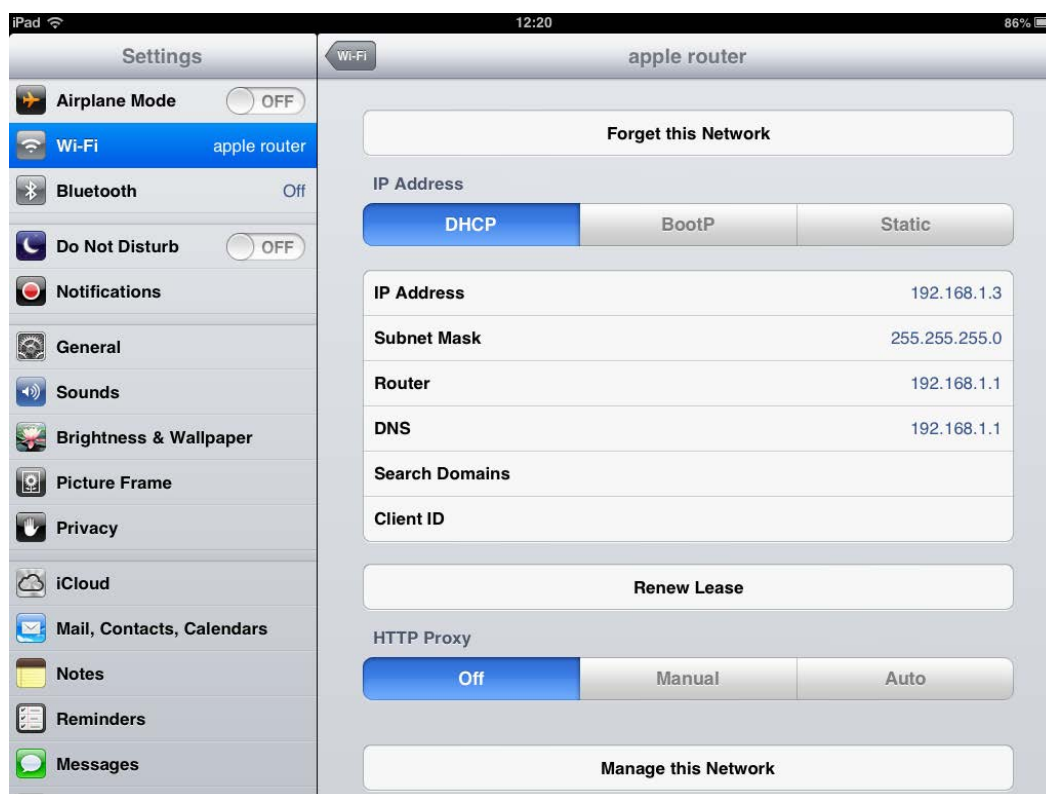 iPad 12:20 86%
Settings
Wi-Fi apple router
Airplane Mode OFF
Wi-Fi apple router
Bluetooth Off
Do Not Disturb OFF
Notifications
General
Sounds
Brightness & Wallpaper
Picture Frame
Privacy
iCloud
Mail, Contacts, Calendars
Notes
Reminders
Messages
Forget this Network
IP Address
DHCP BootP Static
IP Address 192.168.1.3
Subnet Mask 255.255.255.0
Router 192.168.1.1
DNS 192.168.1.1
Search Domains
Client ID
Renew Lease
HTTP Proxy
Off Manual Auto
Manage this Network